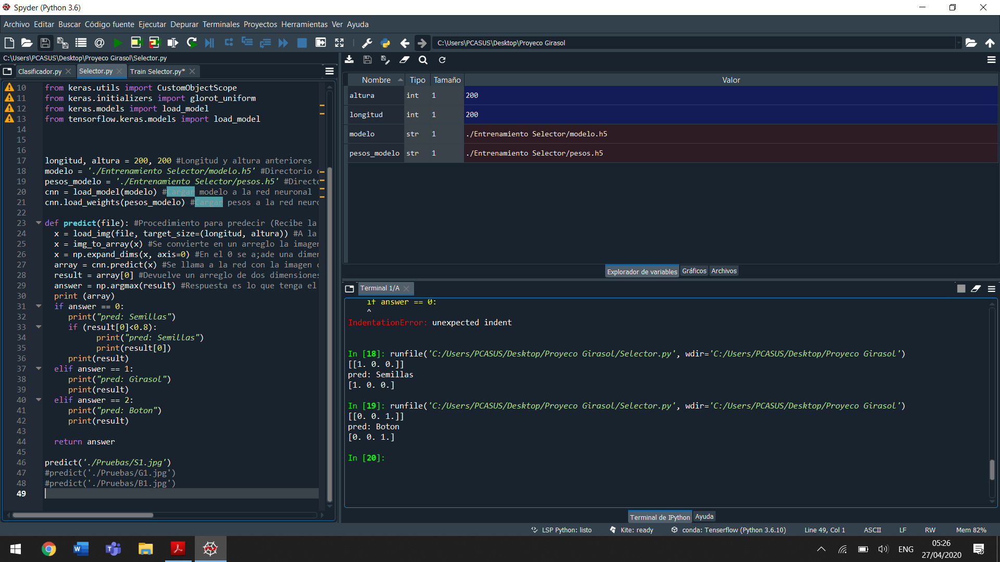 Spyder (Python 3.6)
Archivo Editar Buscar Código fuente Ejecutar Depurar Terminales Proyectos Herramientas Ver Ayuda
C:\Users\PCASUS\Desktop\Proyeco Girasol
C:\Users\PCASUS\Desktop\Proyeco Girasol\Selector.py
Clasificador.py Selector.py Train Selector.py*
10 from keras.utils import CustomObjectScope
11 from keras.initializers import glorot_uniform
12 from keras.models import load_model
13 from tensorflow.keras.models import load_model
14
15
16
17 longitud, altura = 200, 200 #Longitud y altura anteriores
18 modelo = './Entrenamiento Selector/modelo.h5' #Directorio
19 pesos_modelo = './Entrenamiento Selector/pesos.h5' #Directo
20 cnn = load_model(modelo) #Cargar modelo a la red neuronal
21 cnn.load_weights(pesos_modelo) #Cargar pesos a la red neuro
22
23 def predict(file): #Procedimiento para predecir (Recibe la
24 x = load_img(file, target_size=(longitud, altura)) #A la
25 x = img_to_array(x) #Se convierte en un arreglo la imagen
26 x = np.expand_dims(x, axis=0) #En el 0 se a;ade una dimen
27 array = cnn.predict(x) #Se llama a la red con la imagen
28 result = array[0] #Devuelve un arreglo de dos dimensiones
29 answer = np.argmax(result) #Respuesta es lo que tenga el
30 print (array)
31 if answer == 0:
32 print("pred: Semillas")
33 if (result[0]<0.8):
34 print("pred: Semillas")
35 print(result[0])
36 print(result)
37 elif answer == 1:
38 print("pred: Girasol")
39 print(result)
40 elif answer == 2:
41 print("pred: Boton")
42 print(result)
43
44 return answer
45
46 predict('./Pruebas/S1.jpg')
47 #predict('./Pruebas/G1.jpg')
48 #predict('./Pruebas/B1.jpg')
49
Nombre Tipo Tamaño Valor
altura int 1 200
longitud int 1 200
modelo str 1 ./Entrenamiento Selector/modelo.h5
pesos_modelo str 1 ./Entrenamiento Selector/pesos.h5
Explorador de variables Gráficos Archivos
Terminal 1/A
if answer == 0:
^
IndentationError: unexpected indent
In [18]: runfile('C:/Users/PCASUS/Desktop/Proyeco Girasol/Selector.py', wdir='C:/Users/PCASUS/Desktop/Proyeco Girasol')
[[1. 0. 0.]]
pred: Semillas
[1. 0. 0.]
In [19]: runfile('C:/Users/PCASUS/Desktop/Proyeco Girasol/Selector.py', wdir='C:/Users/PCASUS/Desktop/Proyeco Girasol')
[[0. 0. 1.]]
pred: Boton
[0. 0. 1.]
In [20]:
Terminal de IPython Ayuda
LSP Python: listo Kite: ready conda: Tenserflow (Python 3.6.10) Line 49, Col 1 ASCII LF RW Mem 82%
ENG
05:26
27/04/2020